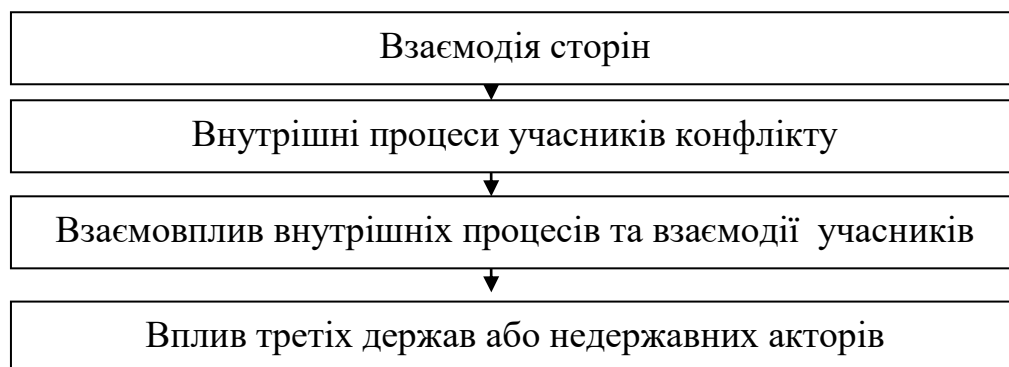 Взаємодія сторін
Внутрішні процеси учасників конфлікту
Взаємовплив внутрішніх процесів та взаємодії учасників
Вплив третіх держав або недержавних акторів